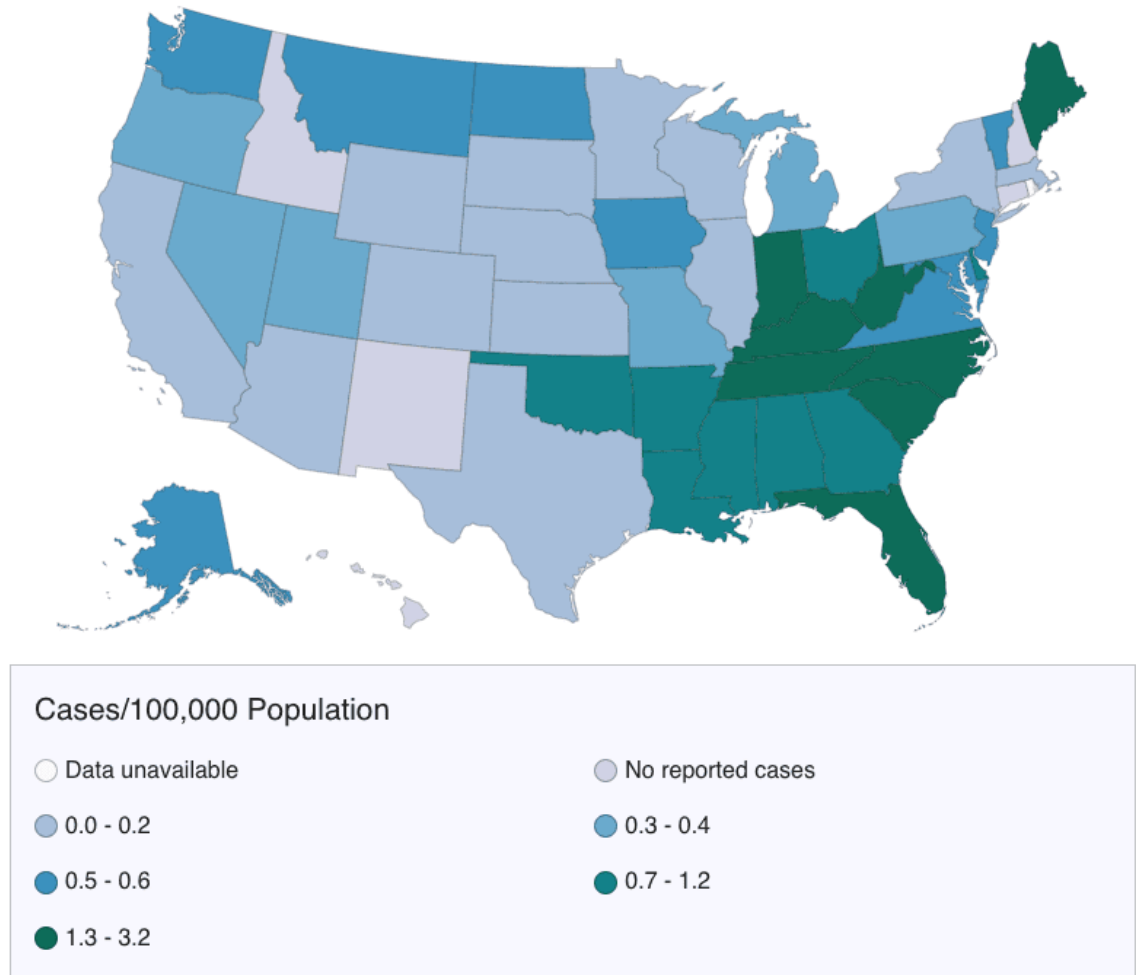 Cases/100,000 Population
Data unavailable
No reported cases
0.0 - 0.2
0.3 - 0.4
0.5 - 0.6
0.7 - 1.2
1.3 - 3.2